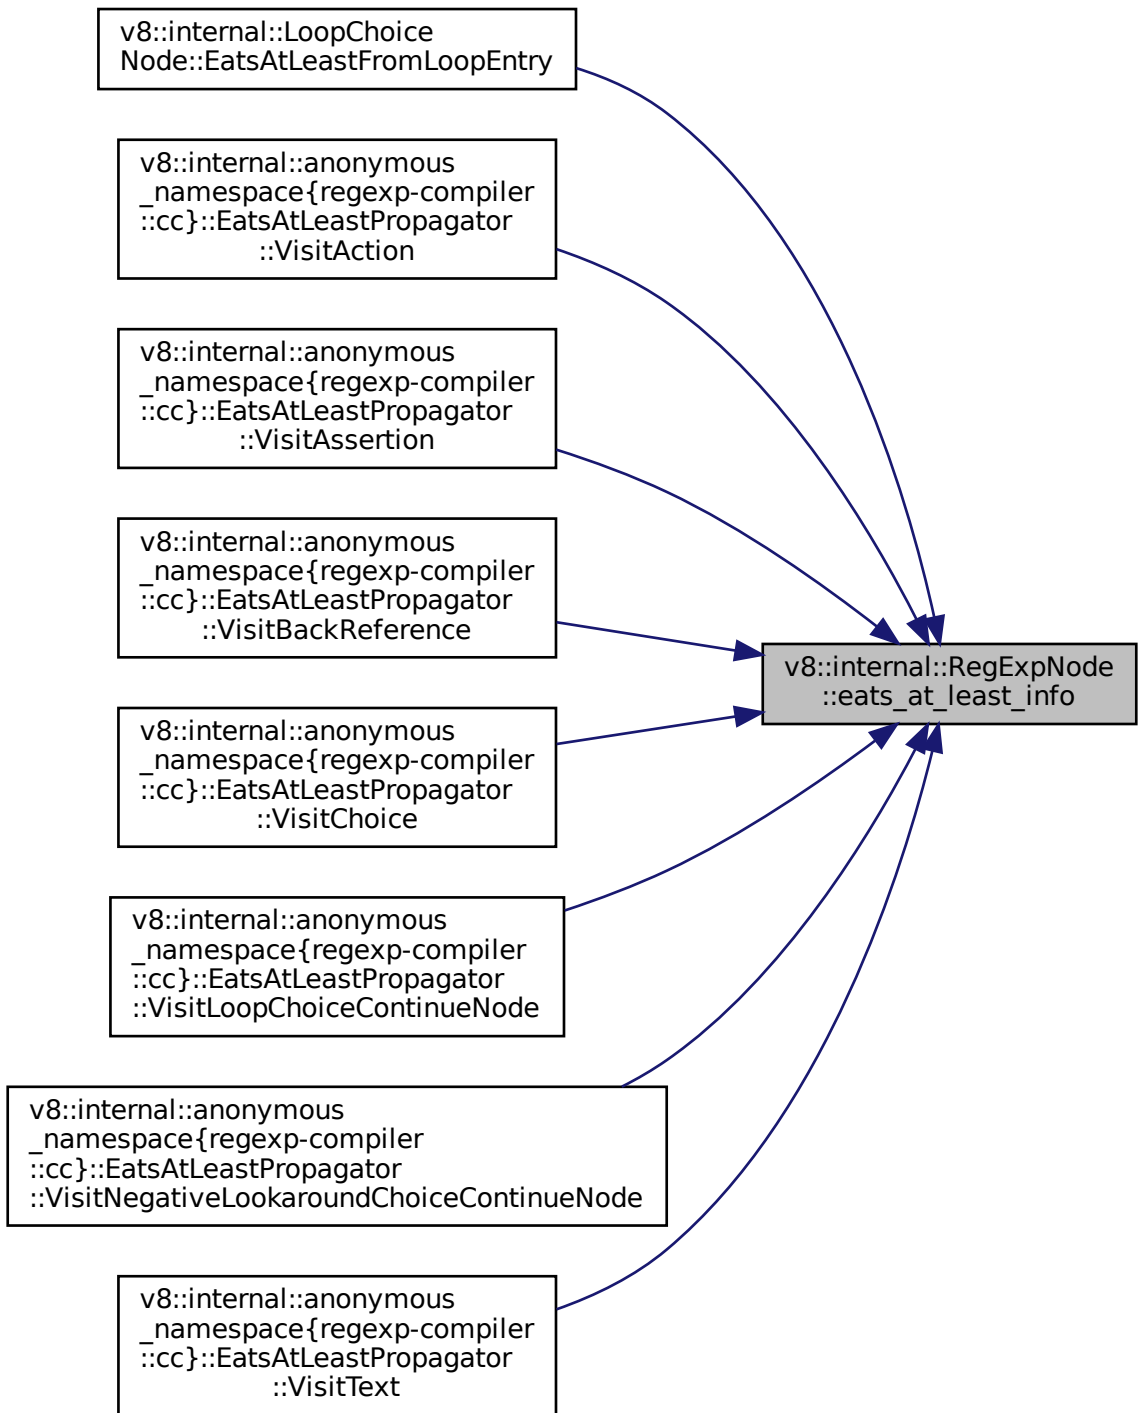 v8::internal::LoopChoice
Node::EatsAtLeastFromLoopEntry
v8::internal::anonymous
_namespace{regexp-compiler
::cc}::EatsAtLeastPropagator
::VisitAction
v8::internal::anonymous
_namespace{regexp-compiler
::cc}::EatsAtLeastPropagator
::VisitAssertion
v8::internal::anonymous
_namespace{regexp-compiler
::cc}::EatsAtLeastPropagator
::VisitBackReference
v8::internal::RegExpNode
::eats_at_least_info
v8::internal::anonymous
_namespace{regexp-compiler
::cc}::EatsAtLeastPropagator
::VisitChoice
v8::internal::anonymous
_namespace{regexp-compiler
::cc}::EatsAtLeastPropagator
::VisitLoopChoiceContinueNode
v8::internal::anonymous
_namespace{regexp-compiler
::cc}::EatsAtLeastPropagator
::VisitNegativeLookaroundChoiceContinueNode
v8::internal::anonymous
_namespace{regexp-compiler
::cc}::EatsAtLeastPropagator
::VisitText